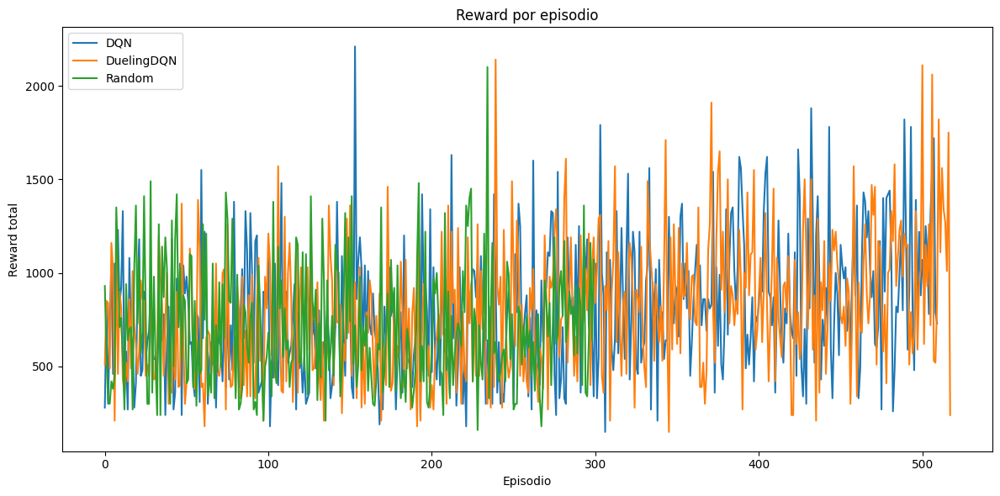 Reward por episodio
DQN
DuelingDQN
Random
Reward total
2000
1500
1000
500
0
100
200
300
400
500
Episodio